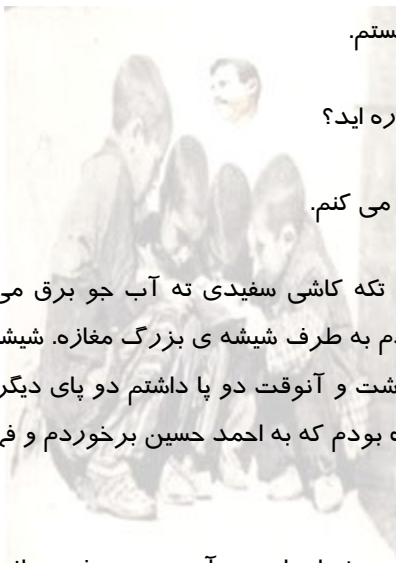 ستم.
ره اید؟
می کنم.
تکه کاشی سفیدی ته آب جو برق می
دم به طرف شیشه ی بزرگ مغازه. شیش
شت و آنوقت دو پا داشتم دو پای دیگر
ه بودم که به احمد حسین برخوردم و فه